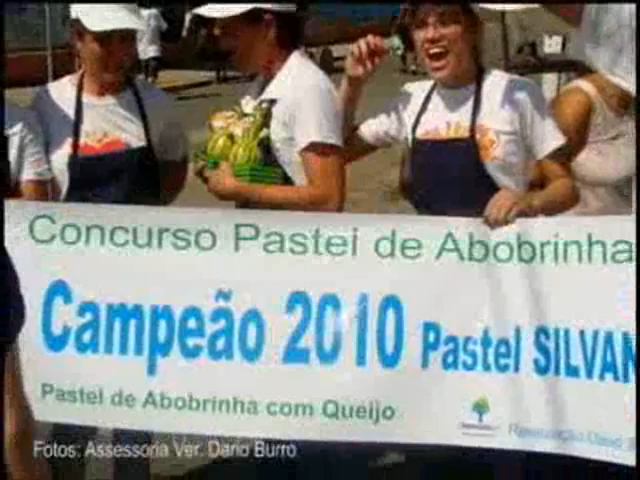 Concurso Pastel de Abobrinha
Campeão 2010 Pastel SILVAN
Pastel de Abobrinha com Queijo
Fotos: Assessoria Ver. Dario Burro